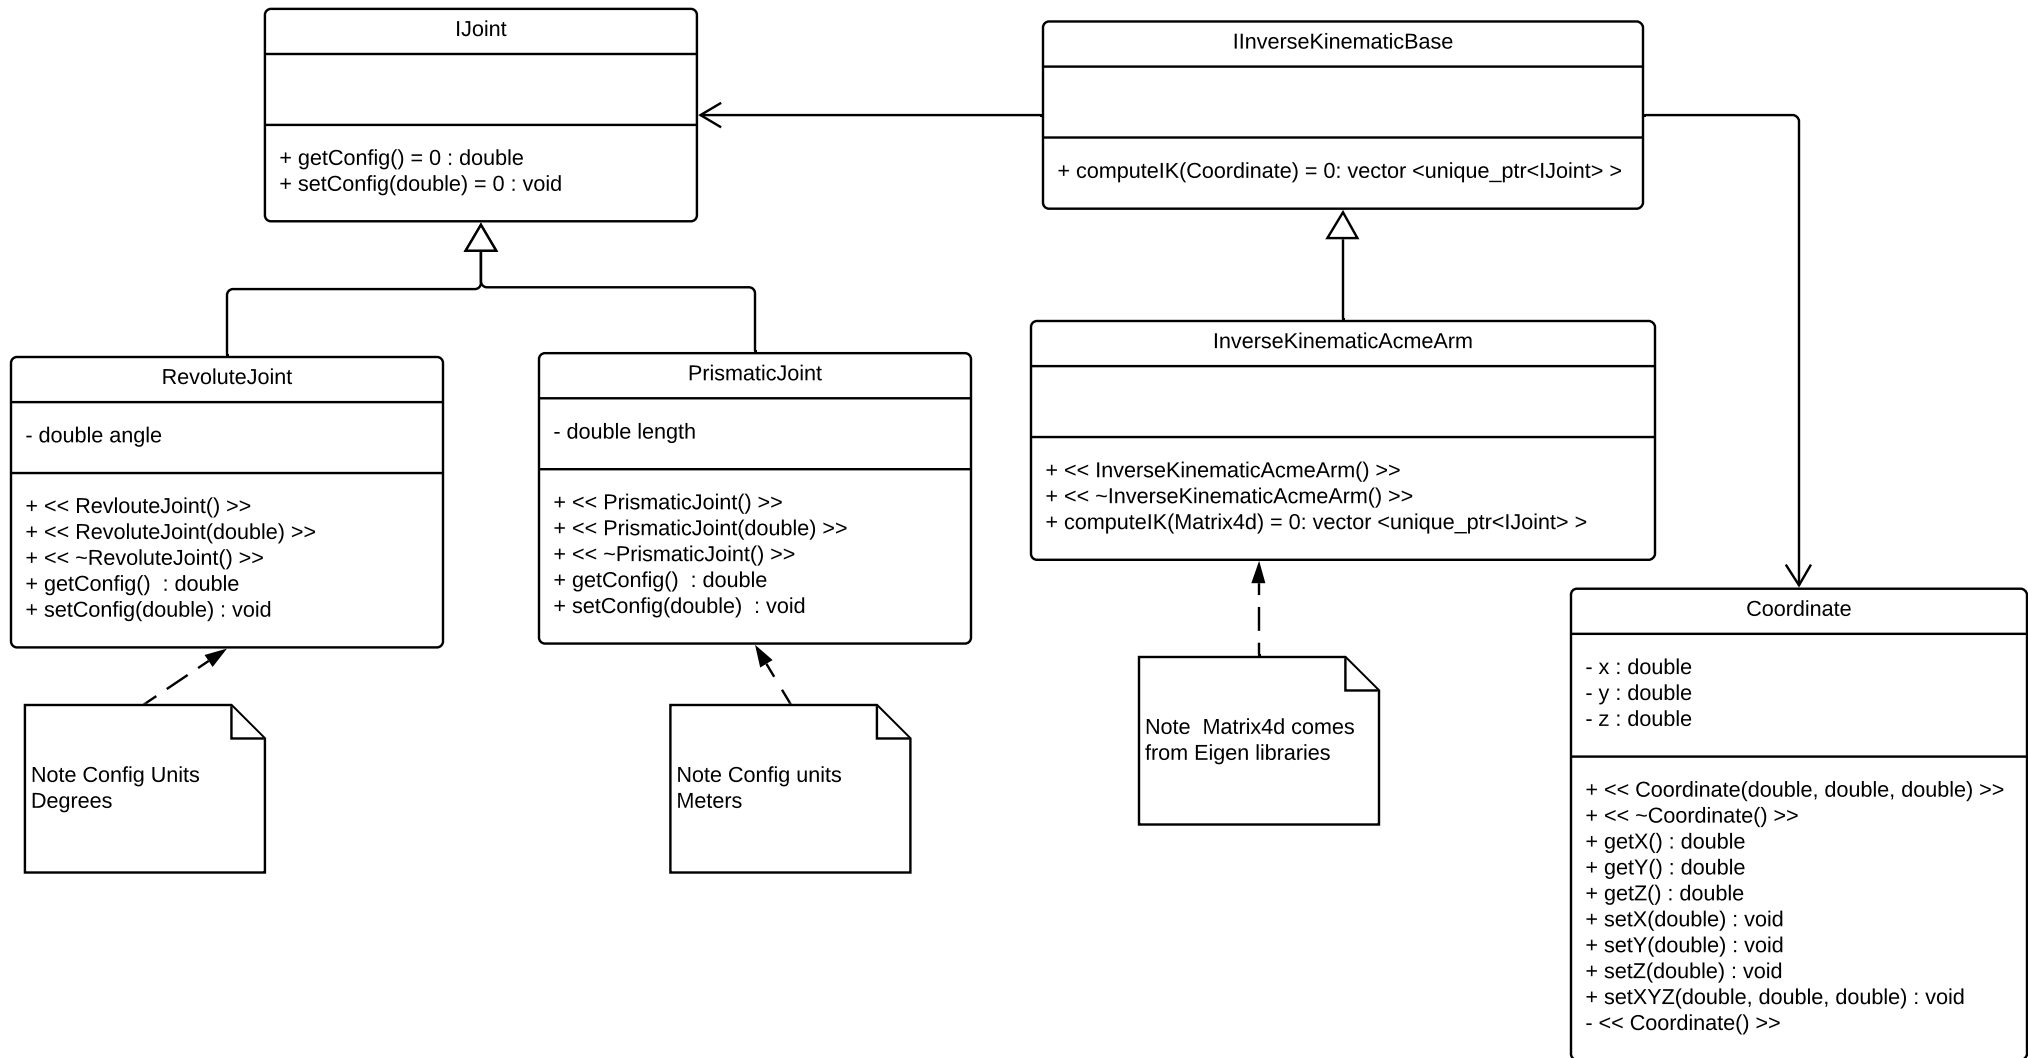 IJoint
+ getConfig() = 0 : double
+ setConfig(double) = 0 : void
IInverseKinematicBase
+ computeIK(Coordinate) = 0: vector <unique_ptr<IJoint> >
RevoluteJoint
- double angle
+ << RevlouteJoint() >>
+ << RevoluteJoint(double) >>
+ << ~RevoluteJoint() >>
+ getConfig()  : double
+ setConfig(double) : void
PrismaticJoint
- double length
+ << PrismaticJoint() >>
+ << PrismaticJoint(double) >>
+ << ~PrismaticJoint() >>
+ getConfig()  : double
+ setConfig(double)  : void
InverseKinematicAcmeArm
+ << InverseKinematicAcmeArm() >>
+ << ~InverseKinematicAcmeArm() >>
+ computeIK(Matrix4d) = 0: vector <unique_ptr<IJoint> >
Note Config Units
Degrees
Note Config units
Meters
Note  Matrix4d comes
from Eigen libraries
Coordinate
- x : double
- y : double
- z : double
+ << Coordinate(double, double, double) >>
+ << ~Coordinate() >>
+ getX() : double
+ getY() : double
+ getZ() : double
+ setX(double) : void
+ setY(double) : void
+ setZ(double) : void
+ setXYZ(double, double, double) : void
- << Coordinate() >>